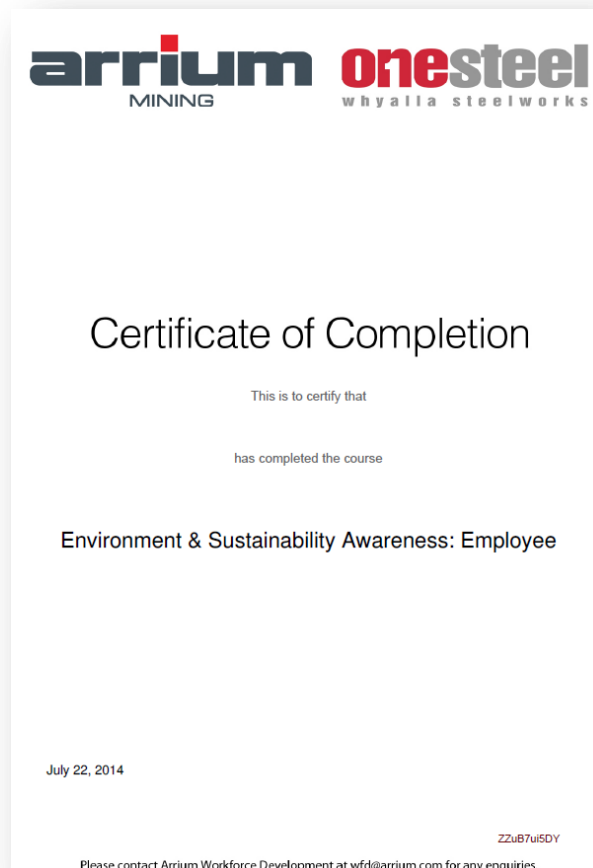 arrium onesteel
MINING whyalla steelworks
Certificate of Completion
This is to certify that
has completed the course
Environment & Sustainability Awareness: Employee
July 22, 2014
ZZuB7ui5DY
Please contact Arrium Workforce Development at wfd@arrium.com for any enquiries